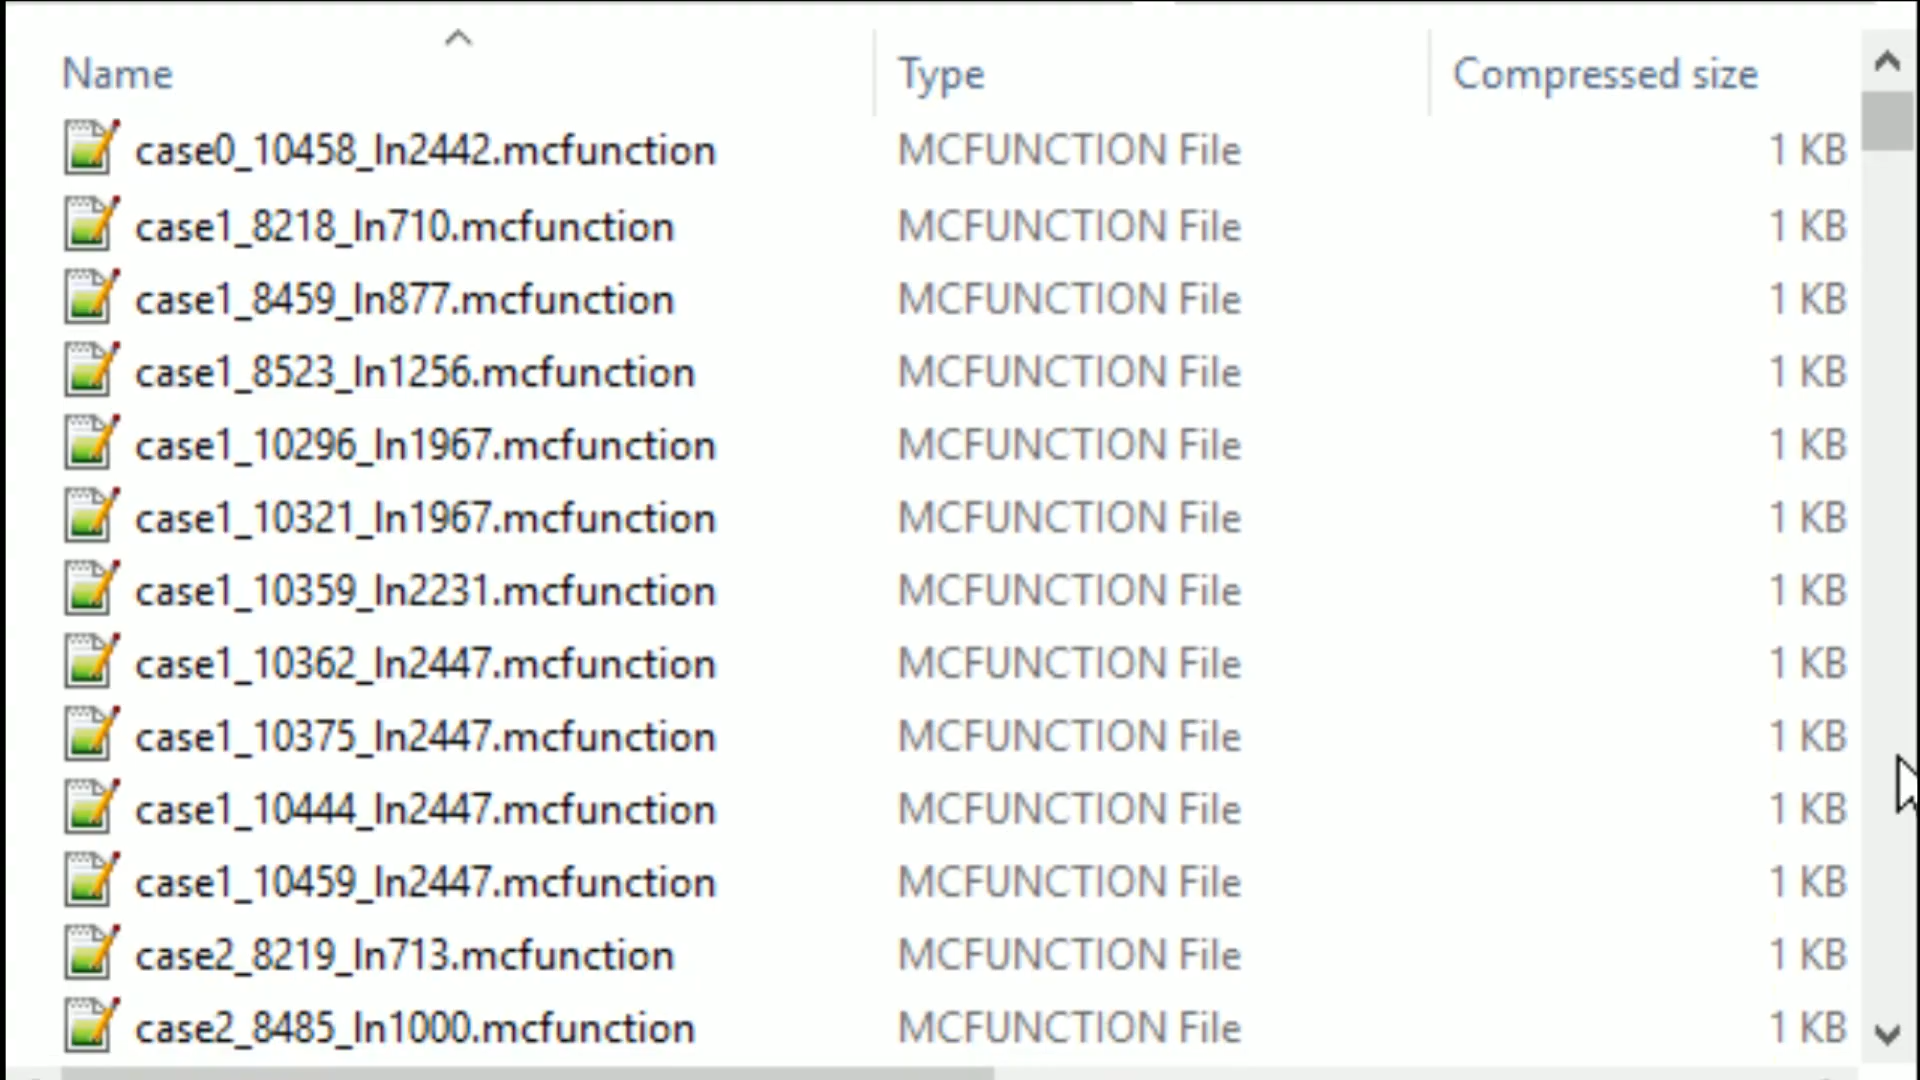 Name Type Compressed size
case0_10458_ln2442.mcfunction MCFUNCTION File 1 KB
case1_8218_ln710.mcfunction MCFUNCTION File 1 KB
case1_8459_ln877.mcfunction MCFUNCTION File 1 KB
case1_8523_ln1256.mcfunction MCFUNCTION File 1 KB
case1_10296_ln1967.mcfunction MCFUNCTION File 1 KB
case1_10321_ln1967.mcfunction MCFUNCTION File 1 KB
case1_10359_ln2231.mcfunction MCFUNCTION File 1 KB
case1_10362_ln2447.mcfunction MCFUNCTION File 1 KB
case1_10375_ln2447.mcfunction MCFUNCTION File 1 KB
case1_10444_ln2447.mcfunction MCFUNCTION File 1 KB
case1_10459_ln2447.mcfunction MCFUNCTION File 1 KB
case2_8219_ln713.mcfunction MCFUNCTION File 1 KB
case2_8485_ln1000.mcfunction MCFUNCTION File 1 KB